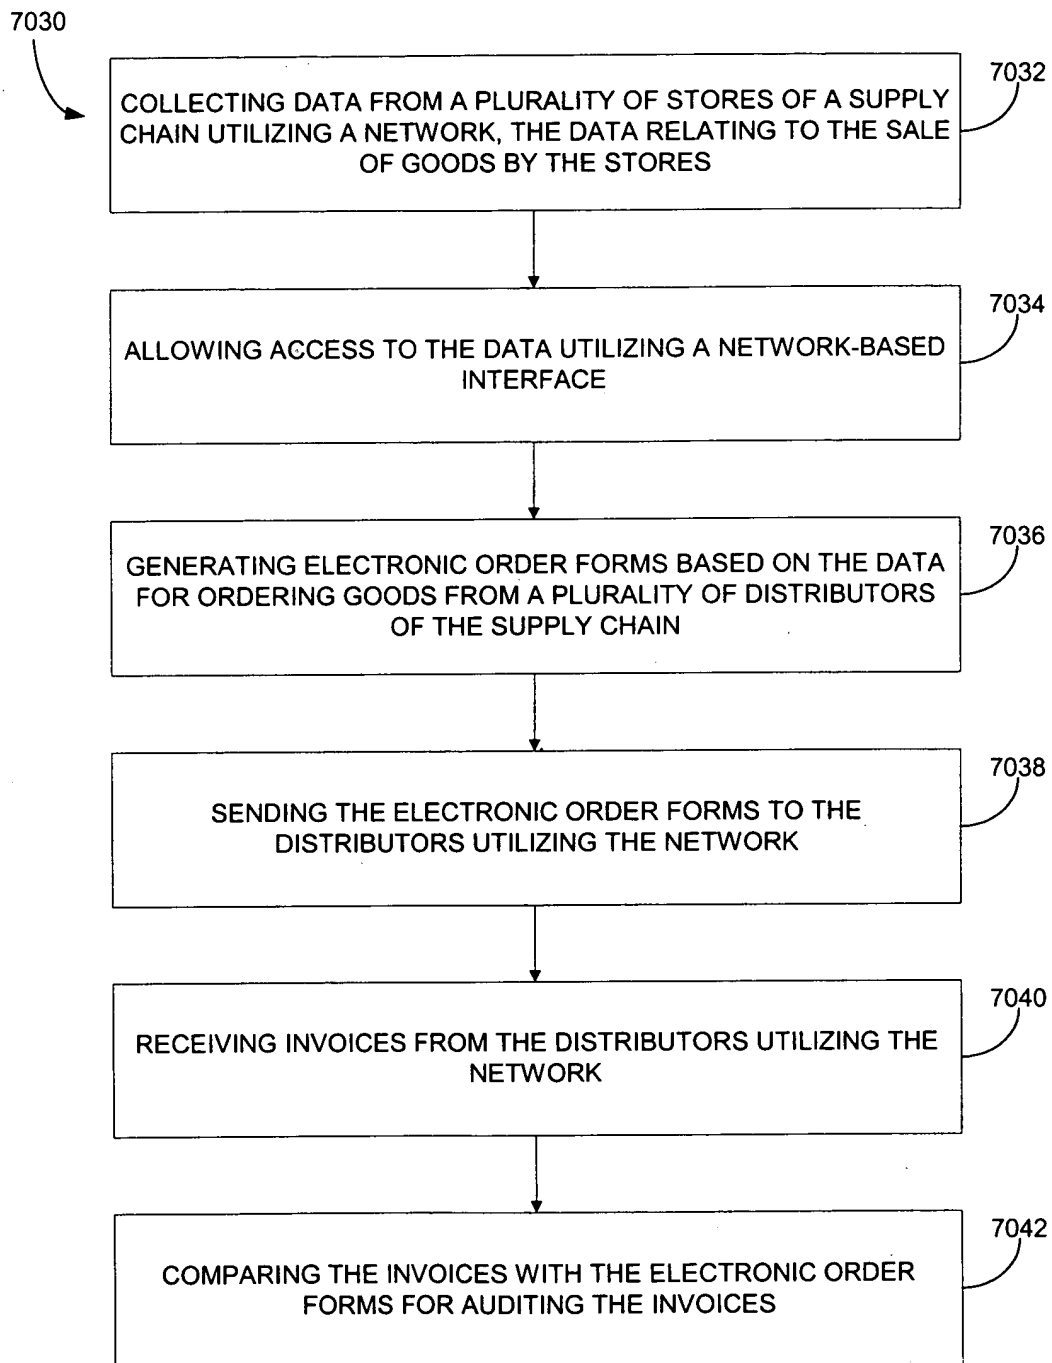 7030
7032
COLLECTING DATA FROM A PLURALITY OF STORES OF A SUPPLY
CHAIN UTILIZING A NETWORK, THE DATA RELATING TO THE SALE
OF GOODS BY THE STORES
7034
ALLOWING ACCESS TO THE DATA UTILIZING A NETWORK-BASED
INTERFACE
7036
GENERATING ELECTRONIC ORDER FORMS BASED ON THE DATA
FOR ORDERING GOODS FROM A PLURALITY OF DISTRIBUTORS
OF THE SUPPLY CHAIN
7038
SENDING THE ELECTRONIC ORDER FORMS TO THE
DISTRIBUTORS UTILIZING THE NETWORK
7040
RECEIVING INVOICES FROM THE DISTRIBUTORS UTILIZING THE
NETWORK
7042
COMPARING THE INVOICES WITH THE ELECTRONIC ORDER
FORMS FOR AUDITING THE INVOICES